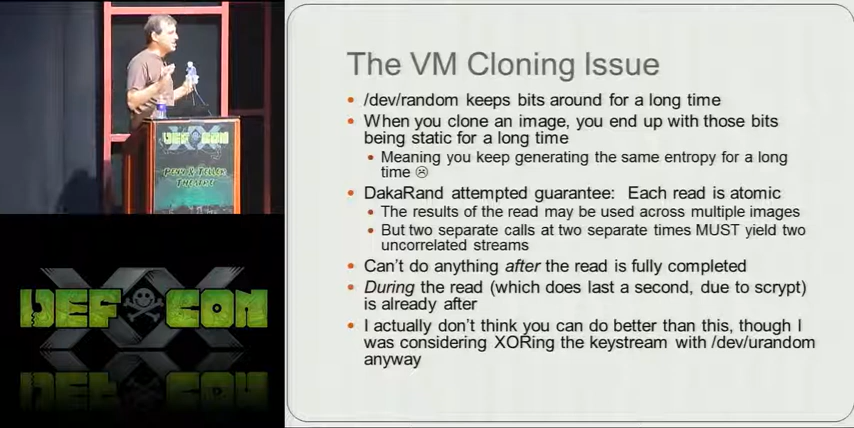 DEFCON
PENN & TELLER
THEATRE
DEF CON
XX
The VM Cloning Issue
• /dev/random keeps bits around for a long time
• When you clone an image, you end up with those bits
being static for a long time
• Meaning you keep generating the same entropy for a long
time ☹
• DakaRand attempted guarantee: Each read is atomic
• The results of the read may be used across multiple images
• But two separate calls at two separate times MUST yield two
uncorrelated streams
• Can't do anything after the read is fully completed
• During the read (which does last a second, due to scrypt)
is already after
• I actually don't think you can do better than this, though I
was considering XORing the keystream with /dev/urandom
anyway